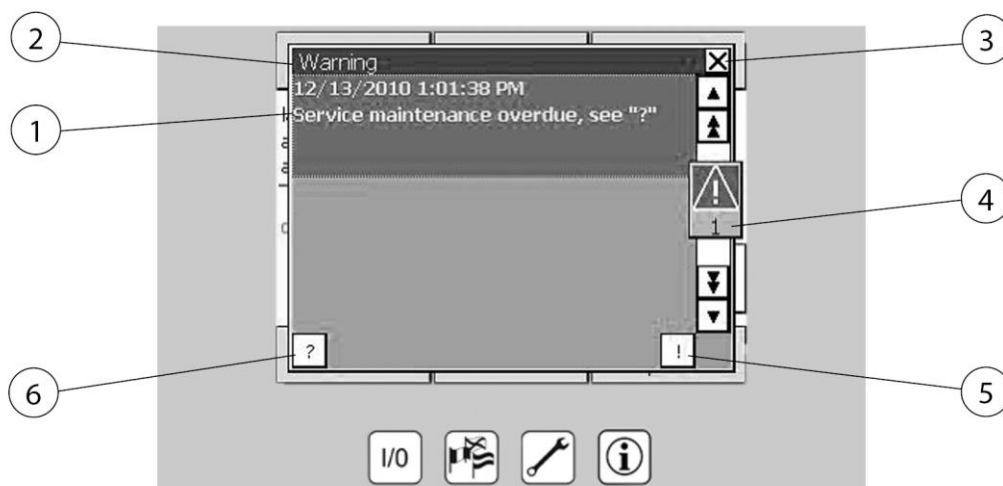 2
3
Warning
12/13/2010 1:01:38 PM
1
Service maintenance overdue, see "?"
!
1
4
?
!
6
5
I/0
i